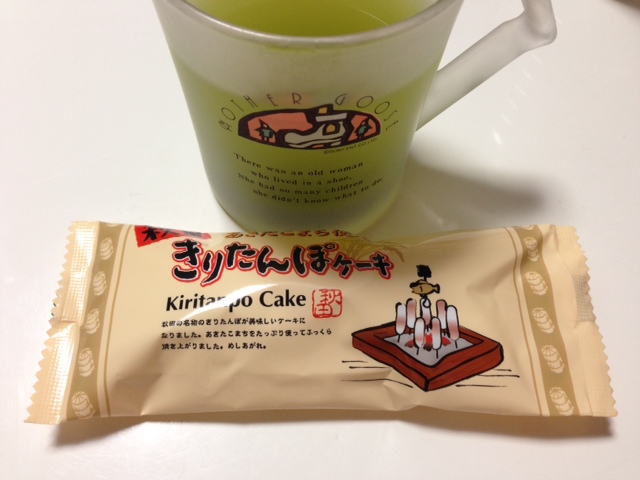 MOTHER GOOSE
There was an old woman
who lived in a shoe,
She had so many children
she didn't know what to do.
きりたんぽケーキ
Kiritanpo Cake
秋田の名物のきりたんぽが美味しいケーキに
なりました。あきたこまちをたっぷり使ってふっくら
焼き上がりました。めしあがれ。